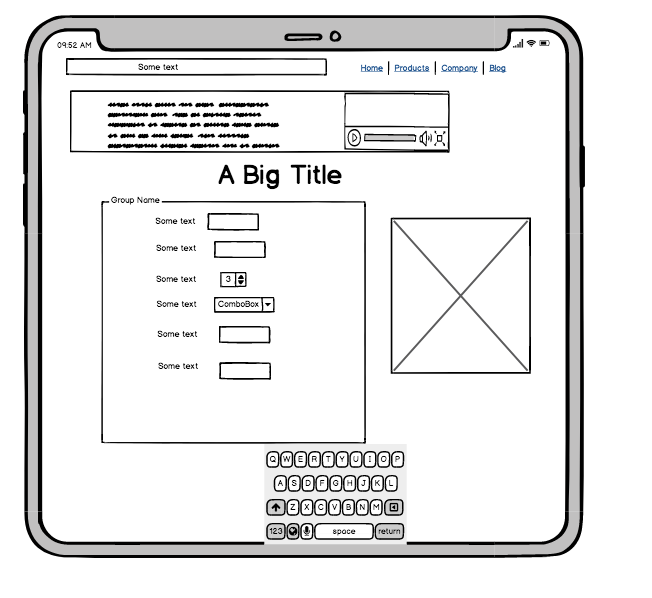 09:52 AM
Some text
Home Products Company Blog
A Big Title
Group Name
Some text
Some text
Some text 3
Some text ComboBox
Some text
Some text
Q W E R T Y U I O P
A S D F G H J K L
Z X C V B N M
123 space return